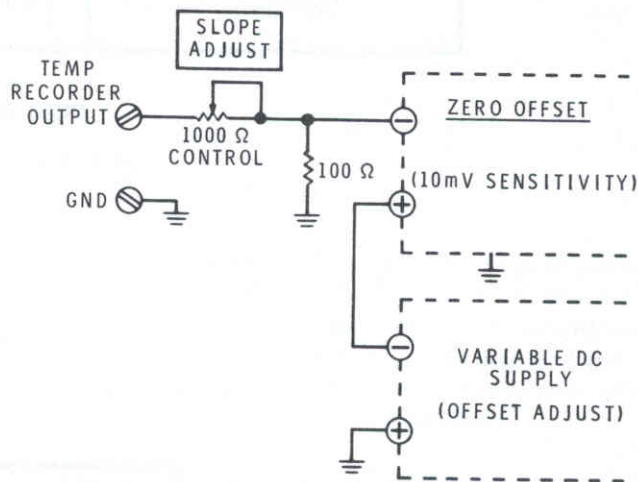 SLOPE
ADJUST
TEMP
RECORDER
OUTPUT
1000 Ω
CONTROL
100 Ω
GND
ZERO OFFSET
(10mV SENSITIVITY)
VARIABLE DC
SUPPLY
(OFFSET ADJUST)